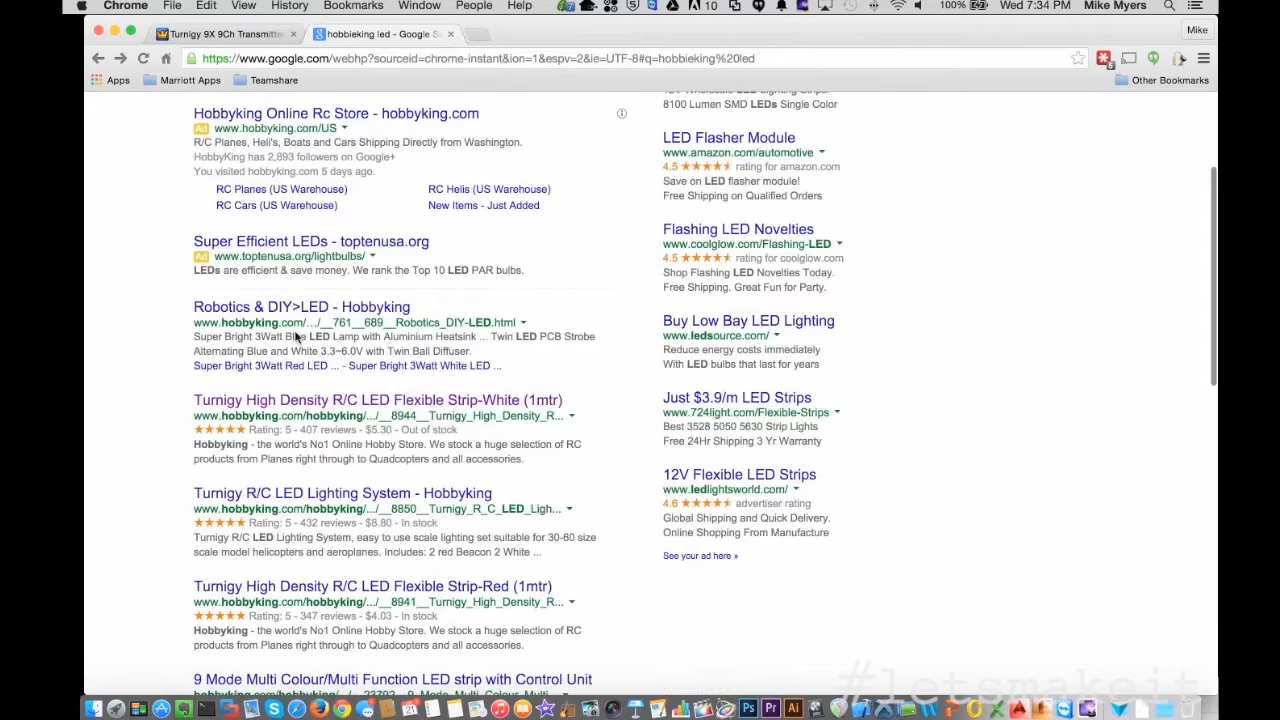 Chrome File Edit View History Bookmarks Window People Help 10 100% Wed 7:34 PM Mike Myers
Turnigy 9X 9Ch Transmitte
hobbieking led - Google Se
Mike
https://www.google.com/webhp?sourceid=chrome-instant&ion=1&espv=2&ie=UTF-8#q=hobbieking%20led
Apps Marriott Apps Teamshare Other Bookmarks
Hobbyking Online Rc Store - hobbyking.com
Ad www.hobbyking.com/US
R/C Planes, Heli's, Boats and Cars Shipping Directly from Washington.
HobbyKing has 2,893 followers on Google+
You visited hobbyking.com 5 days ago.
RC Planes (US Warehouse) RC Helis (US Warehouse)
RC Cars (US Warehouse) New Items - Just Added
Super Efficient LEDs - toptenusa.org
Ad www.toptenusa.org/lightbulbs/
LEDs are efficient & save money. We rank the Top 10 LED PAR bulbs.
Robotics & DIY>LED - Hobbyking
www.hobbyking.com/.../__761__689__Robotics_DIY-LED.html
Super Bright 3Watt Blue LED Lamp with Aluminium Heatsink ... Twin LED PCB Strobe
Alternating Blue and White 3.3~6.0V with Twin Ball Diffuser.
Super Bright 3Watt Red LED ... - Super Bright 3Watt White LED ...
Turnigy High Density R/C LED Flexible Strip-White (1mtr)
www.hobbyking.com/hobbyking/.../__8944__Turnigy_High_Density_R...
Rating: 5 - 407 reviews - $5.30 - Out of stock
Hobbyking - the world's No1 Online Hobby Store. We stock a huge selection of RC
products from Planes right through to Quadcopters and all accessories.
Turnigy R/C LED Lighting System - Hobbyking
www.hobbyking.com/hobbyking/.../__8850__Turnigy_R_C_LED_Ligh...
Rating: 5 - 432 reviews - $8.80 - In stock
Turnigy R/C LED Lighting System, easy to use scale lighting set suitable for 30-60 size
scale model helicopters and aeroplanes. Includes: 2 red Beacon 2 White ...
Turnigy High Density R/C LED Flexible Strip-Red (1mtr)
www.hobbyking.com/hobbyking/.../__8941__Turnigy_High_Density_R...
Rating: 5 - 347 reviews - $4.03 - In stock
Hobbyking - the world's No1 Online Hobby Store. We stock a huge selection of RC
products from Planes right through to Quadcopters and all accessories.
9 Mode Multi Colour/Multi Function LED strip with Control Unit
8100 Lumen SMD LEDs Single Color
LED Flasher Module
www.amazon.com/automotive
4.5 rating for amazon.com
Save on LED flasher module!
Free Shipping on Qualified Orders
Flashing LED Novelties
www.coolglow.com/Flashing-LED
4.5 rating for coolglow.com
Shop Flashing LED Novelties Today.
Free Shipping. Great Fun for Party.
Buy Low Bay LED Lighting
www.ledsource.com/
Reduce energy costs immediately
With LED bulbs that last for years
Just $3.9/m LED Strips
www.724light.com/Flexible-Strips
Best 3528 5050 5630 Strip Lights
Free 24Hr Shipping 3 Yr Warranty
12V Flexible LED Strips
www.ledlightsworld.com/
4.6 advertiser rating
Global Shipping and Quick Delivery.
Online Shopping From Manufacture
See your ad here »
#letsmakeit